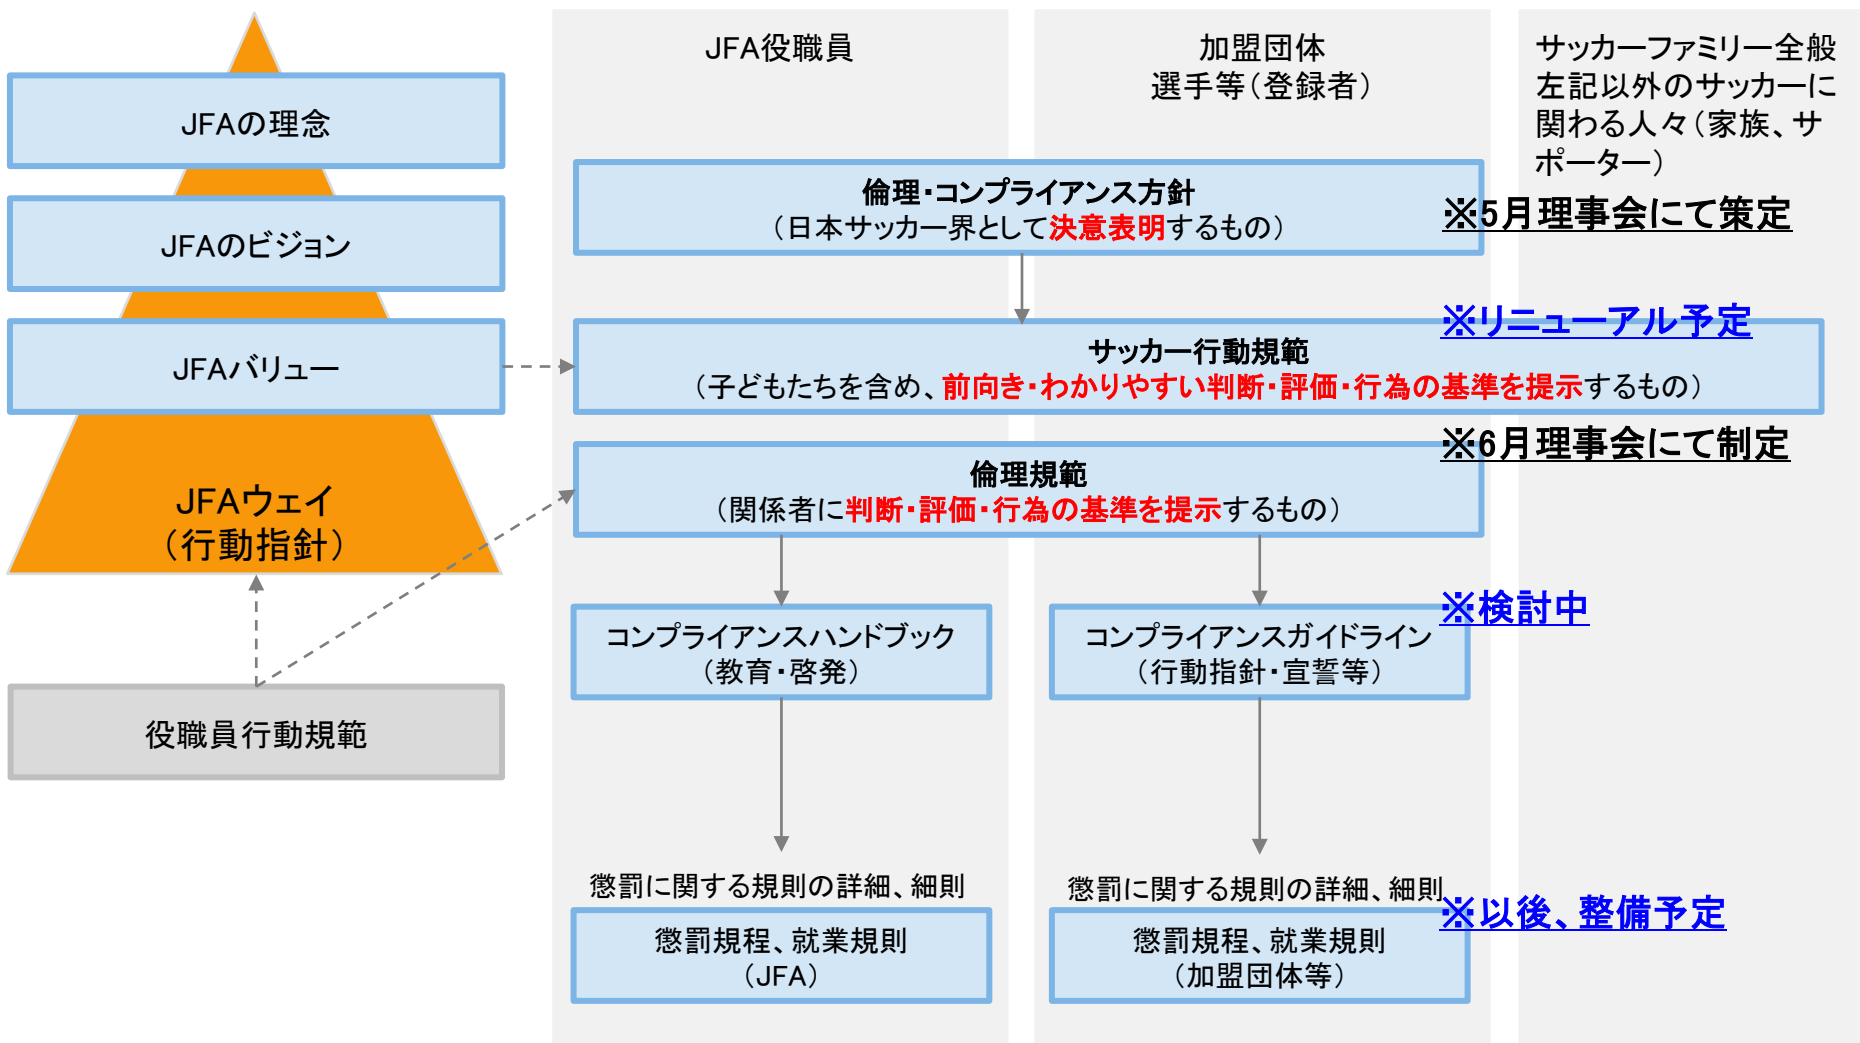 JFAの理念
JFAのビジョン
JFAバリュー
JFAウェイ
（行動指針）
役職員行動規範
JFA役職員
加盟団体
選手等（登録者）
サッカーファミリー全般
左記以外のサッカーに
関わる人々（家族、サ
ポーター）
倫理・コンプライアンス方針
（日本サッカー界として決意表明するもの）
※5月理事会にて策定
※リニューアル予定
サッカー行動規範
（子どもたちを含め、前向き・わかりやすい判断・評価・行為の基準を提示するもの）
※6月理事会にて制定
倫理規範
（関係者に判断・評価・行為の基準を提示するもの）
コンプライアンスハンドブック
（教育・啓発）
コンプライアンスガイドライン
（行動指針・宣誓等）
※検討中
懲罰に関する規則の詳細、細則
懲罰規程、就業規則
（JFA）
懲罰に関する規則の詳細、細則
懲罰規程、就業規則
（加盟団体等）
※以後、整備予定